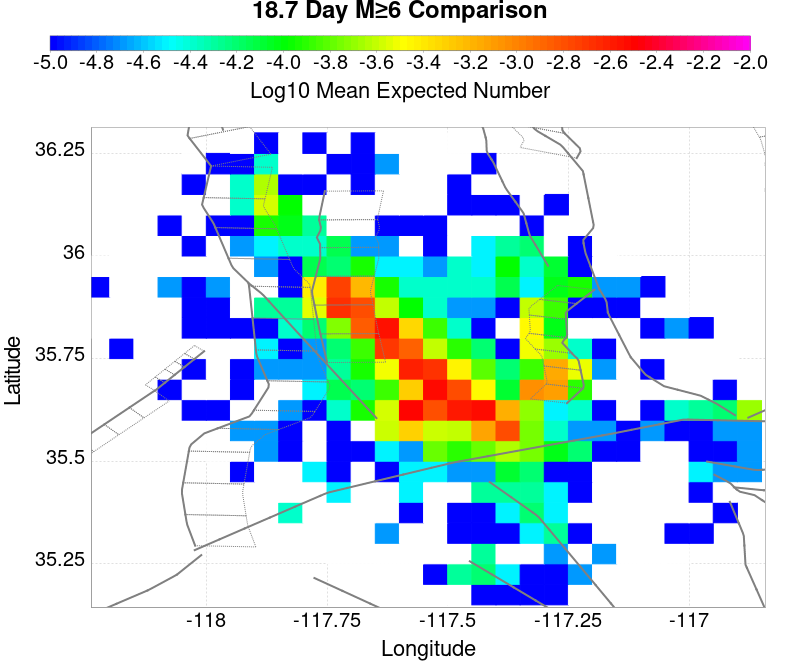 18.7 Day M≥6 Comparison
-5.0 -4.8 -4.6 -4.4 -4.2 -4.0 -3.8 -3.6 -3.4 -3.2 -3.0 -2.8 -2.6 -2.4 -2.2 -2.0
Log10 Mean Expected Number
36.25
36
35.75
35.5
35.25
Latitude
-118 -117.75 -117.5 -117.25 -117
Longitude